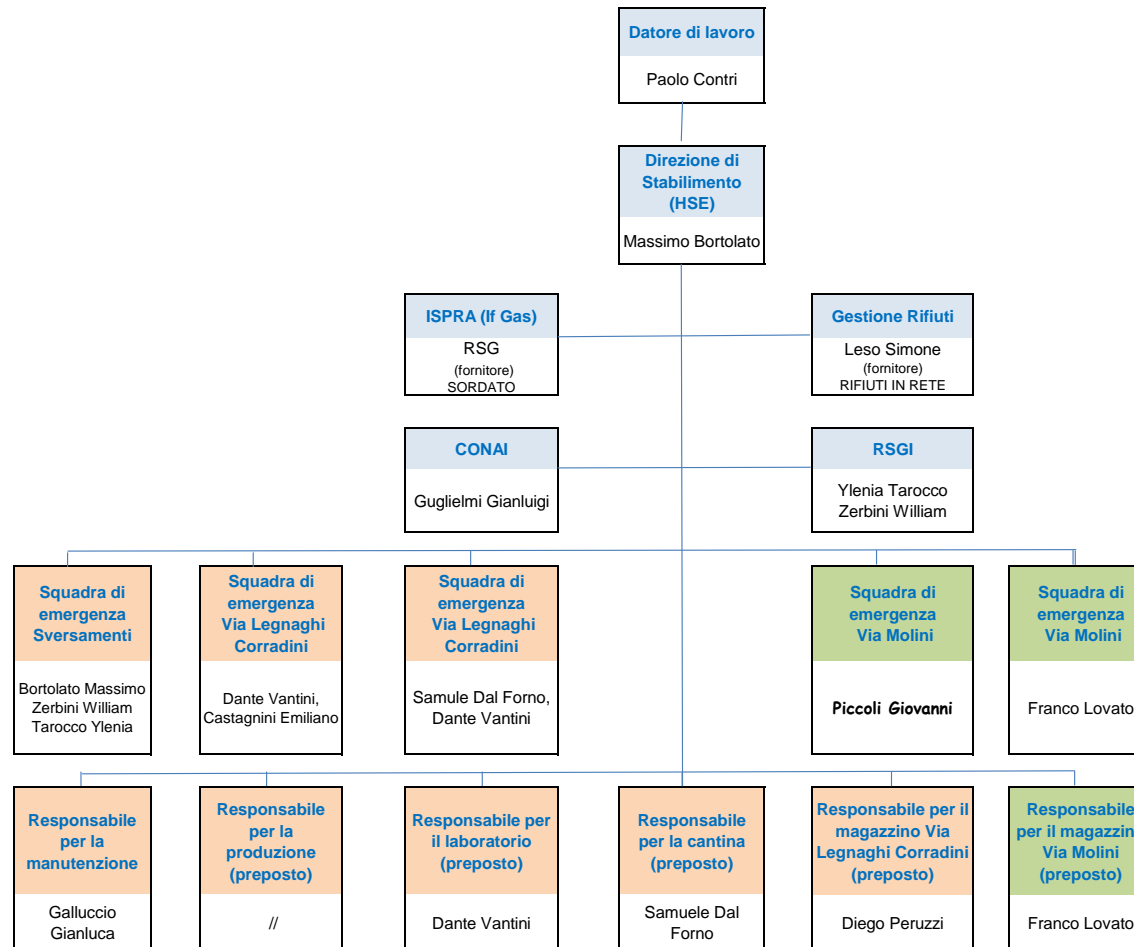 Datore di lavoro
Paolo Contri
Direzione di
Stabilimento
(HSE)
Massimo Bortolato
ISPRA (If Gas)
RSG
(fornitore)
SORDATO
Gestione Rifiuti
Leso Simone
(fornitore)
RIFIUTI IN RETE
CONAI
Guglielmi Gianluigi
RSGI
Ylenia Tarocco
Zerbini William
Squadra di
emergenza
Sversamenti
Bortolato Massimo
Zerbini William
Tarocco Ylenia
Squadra di
emergenza
Via Legnaghi
Corradini
Dante Vantini,
Castagnini Emiliano
Squadra di
emergenza
Via Legnaghi
Corradini
Samule Dal Forno,
Dante Vantini
Squadra di
emergenza
Via Molini
Piccoli Giovanni
Squadra di
emergenza
Via Molini
Franco Lovato
Responsabile
per la
manutenzione
Galluccio
Gianluca
Responsabile
per la
produzione
(preposto)
//
Responsabile per
il laboratorio
(preposto)
Dante Vantini
Responsabile
per la cantina
(preposto)
Samuele Dal
Forno
Responsabile per il
magazzino Via
Legnaghi Corradini
(preposto)
Diego Peruzzi
Responsabile
per il magazzin
Via Molini
(preposto)
Franco Lovato